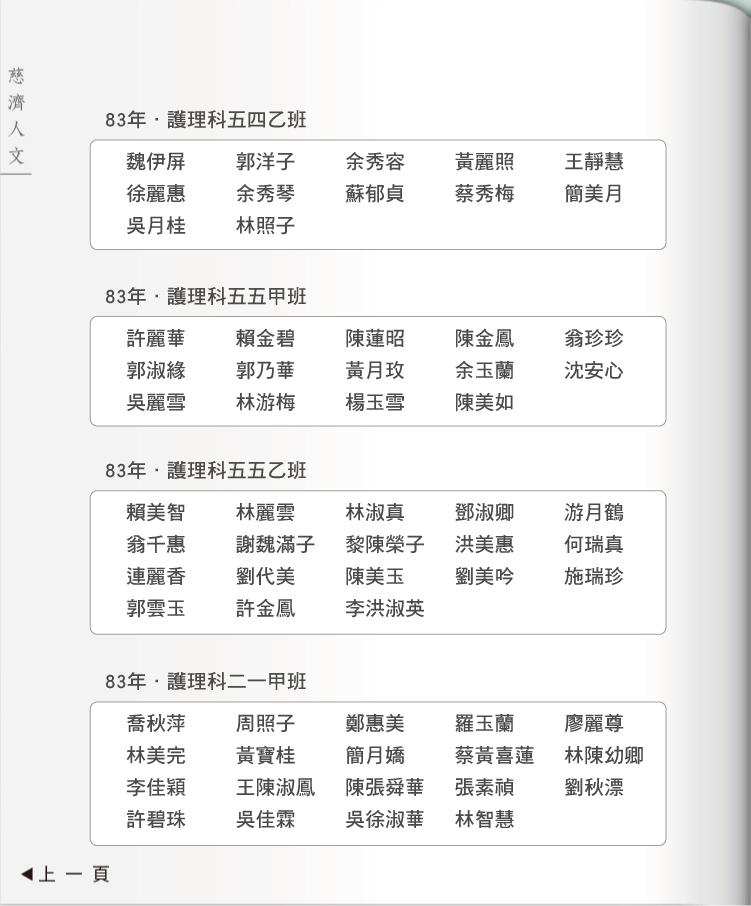 慈濟人文
83年・護理科五四乙班
魏伊屏 郭洋子 余秀容 黃麗照 王靜慧
徐麗惠 余秀琴 蘇郁貞 蔡秀梅 簡美月
吳月桂 林照子
83年・護理科五五甲班
許麗華 賴金碧 陳蓮昭 陳金鳳 翁珍珍
郭淑緣 郭乃華 黃月玫 余玉蘭 沈安心
吳麗雪 林游梅 楊玉雪 陳美如
83年・護理科五五乙班
賴美智 林麗雲 林淑真 鄧淑卿 游月鶴
翁千惠 謝魏滿子 黎陳榮子 洪美惠 何瑞真
連麗香 劉代美 陳美玉 劉美吟 施瑞珍
郭雲玉 許金鳳 李洪淑英
83年・護理科二一甲班
喬秋萍 周照子 鄭惠美 羅玉蘭 廖麗尊
林美完 黃寶桂 簡月嬌 蔡黃喜蓮 林陳幼卿
李佳穎 王陳淑鳳 陳張舜華 張素禎 劉秋漂
許碧珠 吳佳霖 吳徐淑華 林智慧
◀上一頁